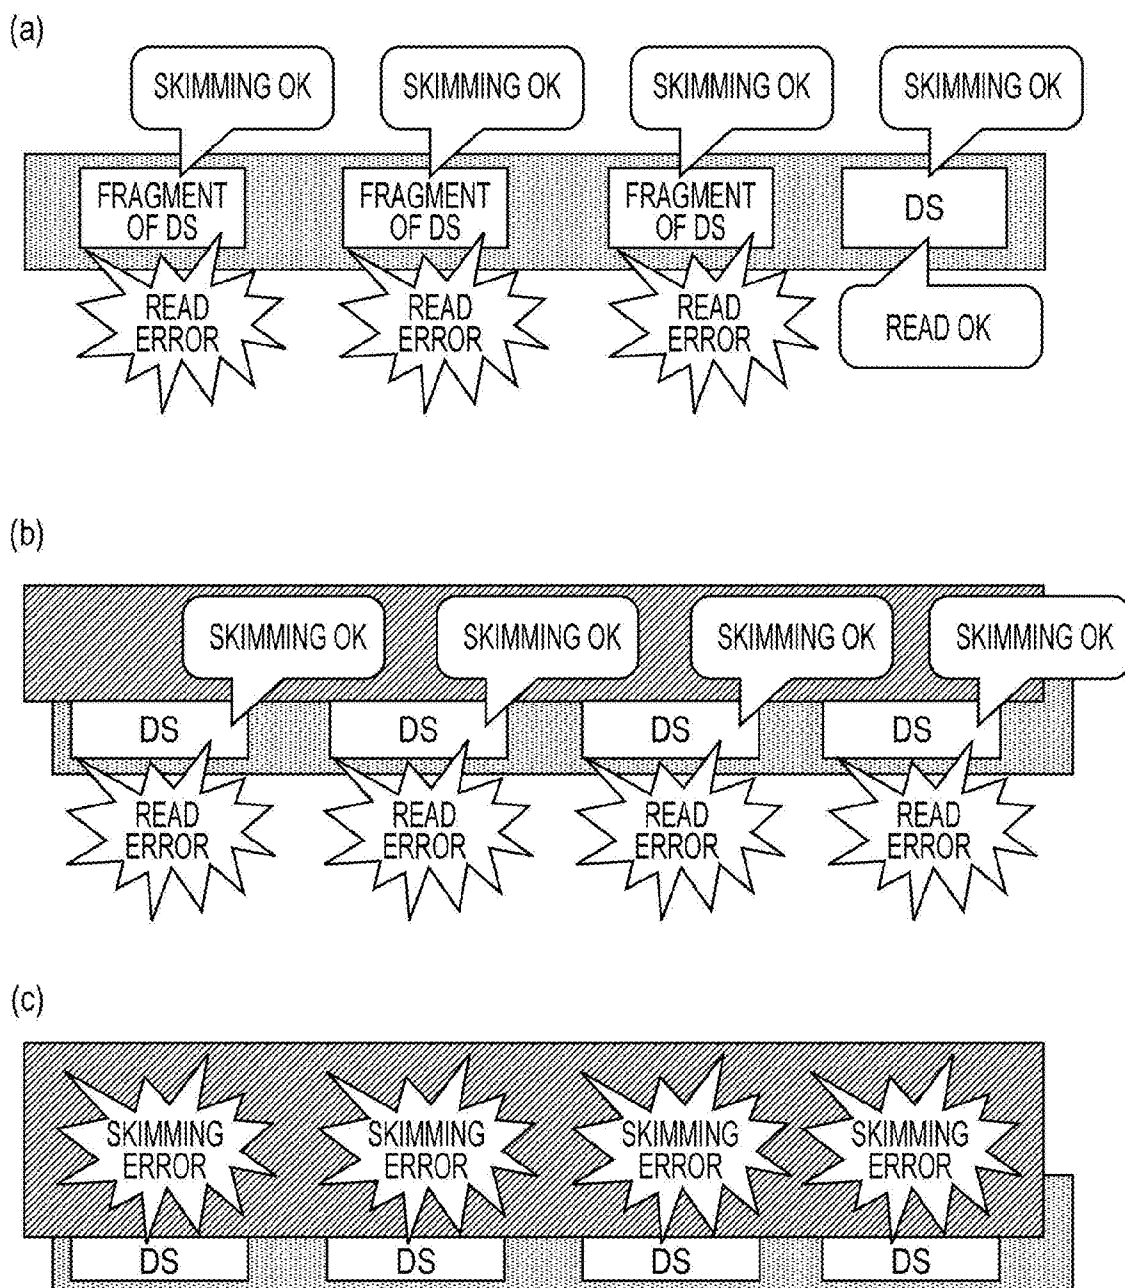 (a)
SKIMMING OK
SKIMMING OK
SKIMMING OK
SKIMMING OK
FRAGMENT
OF DS
FRAGMENT
OF DS
FRAGMENT
OF DS
DS
READ
ERROR
READ
ERROR
READ
ERROR
READ OK
(b)
SKIMMING OK
SKIMMING OK
SKIMMING OK
SKIMMING OK
DS
DS
DS
DS
READ
ERROR
READ
ERROR
READ
ERROR
READ
ERROR
(c)
SKIMMING
ERROR
SKIMMING
ERROR
SKIMMING
ERROR
SKIMMING
ERROR
DS
DS
DS
DS